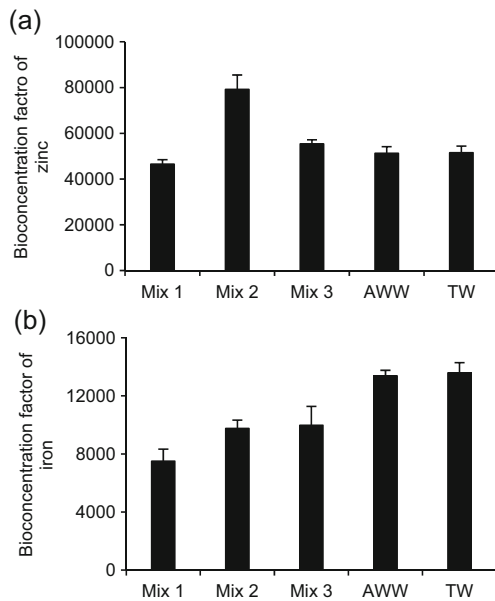 (a)
Bioconcentration factro of
zinc
100000
80000
60000
40000
20000
0
Mix 1 Mix 2 Mix 3 AWW TW
(b)
Bioconcentration factor of
iron
16000
12000
8000
4000
0
Mix 1 Mix 2 Mix 3 AWW TW